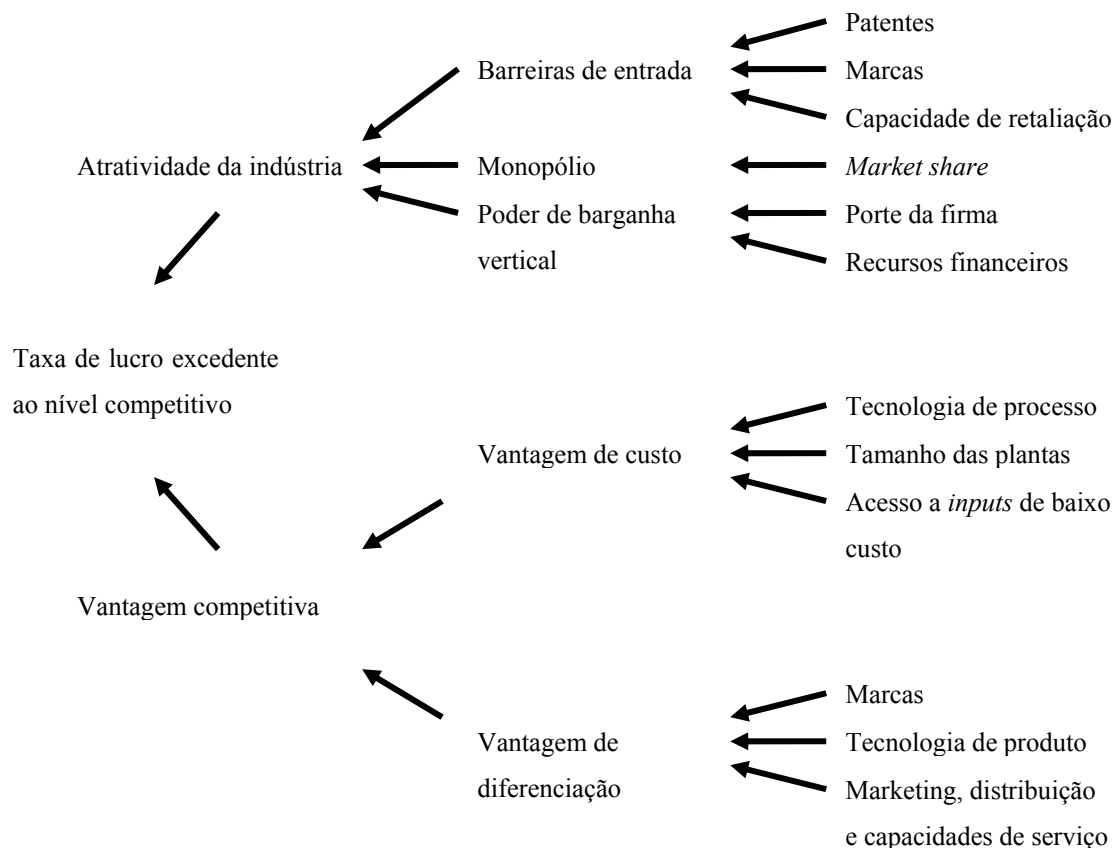 Patentes
Barreiras de entrada
Marcas
Capacidade de retaliação
Atratividade da indústria
Monopólio
Market share
Poder de barganha
vertical
Porte da firma
Recursos financeiros
Taxa de lucro excedente
ao nível competitivo
Tecnologia de processo
Vantagem de custo
Tamanho das plantas
Acesso a inputs de baixo
custo
Vantagem competitiva
Marcas
Vantagem de
diferenciação
Tecnologia de produto
Marketing, distribuição
e capacidades de serviço